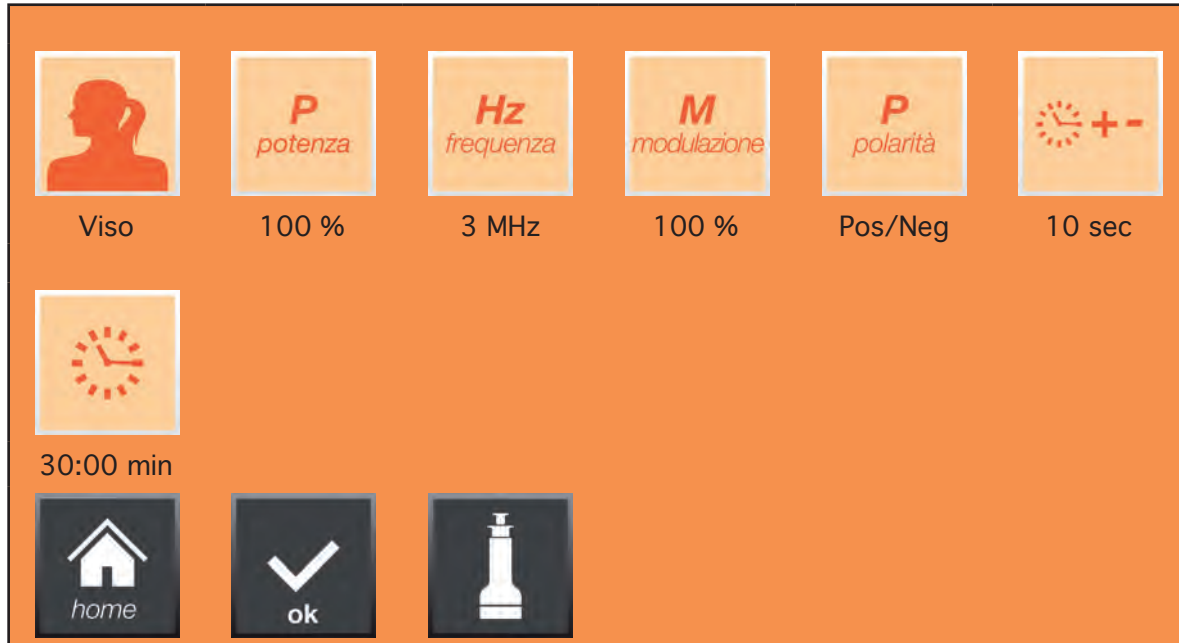 P
potenza
Hz
frequenza
M
modulazione
P
polarità
+ -
Viso
100 %
3 MHz
100 %
Pos/Neg
10 sec
30:00 min
home
ok